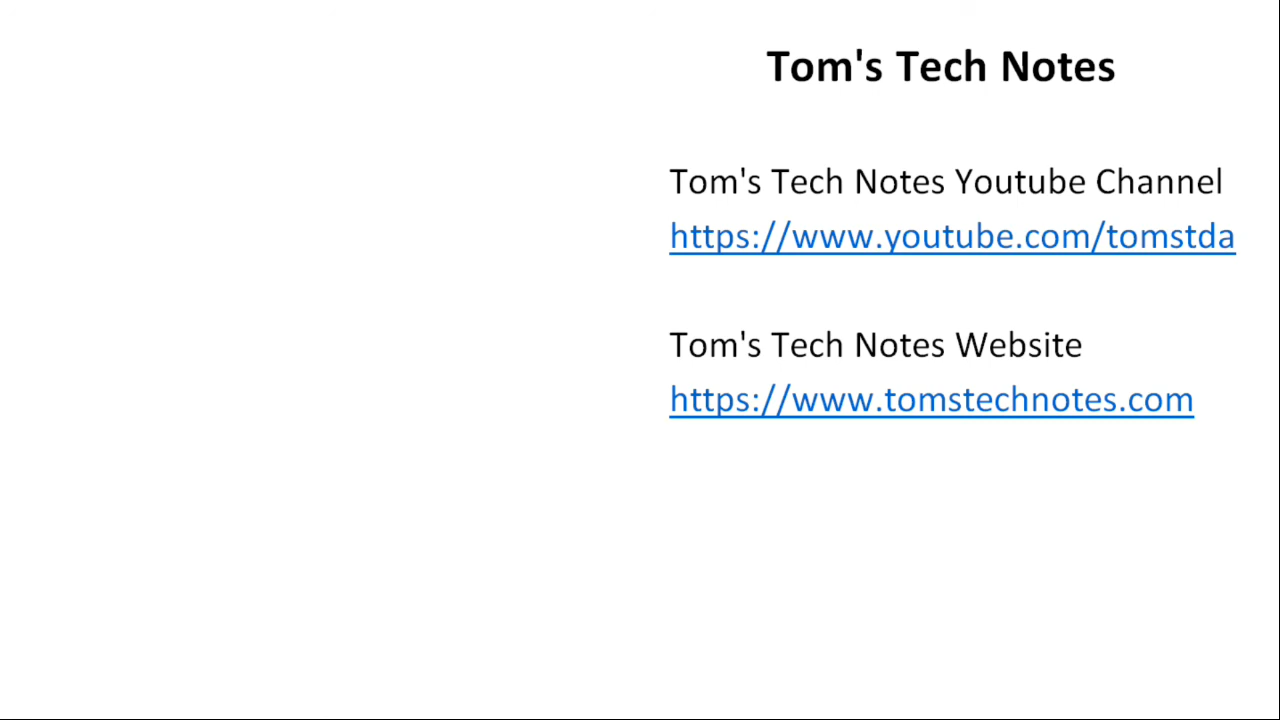 Tom's Tech Notes
Tom's Tech Notes Youtube Channel
https://www.youtube.com/tomstda
Tom's Tech Notes Website
https://www.tomstechnotes.com